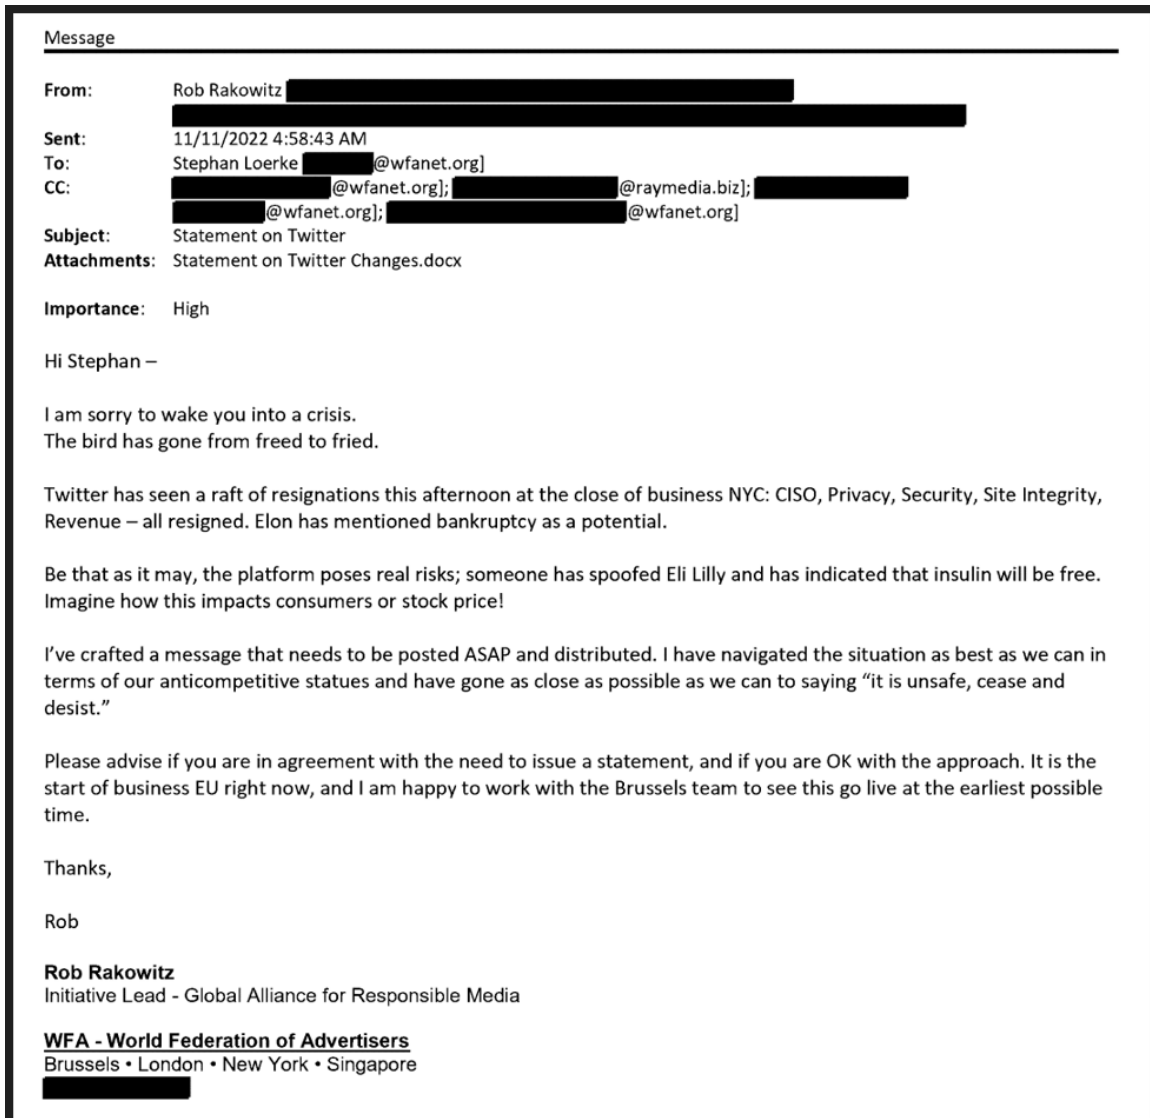 Message
From: Rob Rakowitz
Sent: 11/11/2022 4:58:43 AM
To: Stephan Loerke @wfanet.org]
CC: @wfanet.org]; @raymedia.biz];
@wfanet.org]; @wfanet.org]
Subject: Statement on Twitter
Attachments: Statement on Twitter Changes.docx
Importance: High
Hi Stephan –
I am sorry to wake you into a crisis.
The bird has gone from freed to fried.
Twitter has seen a raft of resignations this afternoon at the close of business NYC: CISO, Privacy, Security, Site Integrity,
Revenue – all resigned. Elon has mentioned bankruptcy as a potential.
Be that as it may, the platform poses real risks; someone has spoofed Eli Lilly and has indicated that insulin will be free.
Imagine how this impacts consumers or stock price!
I’ve crafted a message that needs to be posted ASAP and distributed. I have navigated the situation as best as we can in
terms of our anticompetitive statues and have gone as close as possible as we can to saying “it is unsafe, cease and
desist.”
Please advise if you are in agreement with the need to issue a statement, and if you are OK with the approach. It is the
start of business EU right now, and I am happy to work with the Brussels team to see this go live at the earliest possible
time.
Thanks,
Rob
Rob Rakowitz
Initiative Lead - Global Alliance for Responsible Media
WFA - World Federation of Advertisers
Brussels • London • New York • Singapore